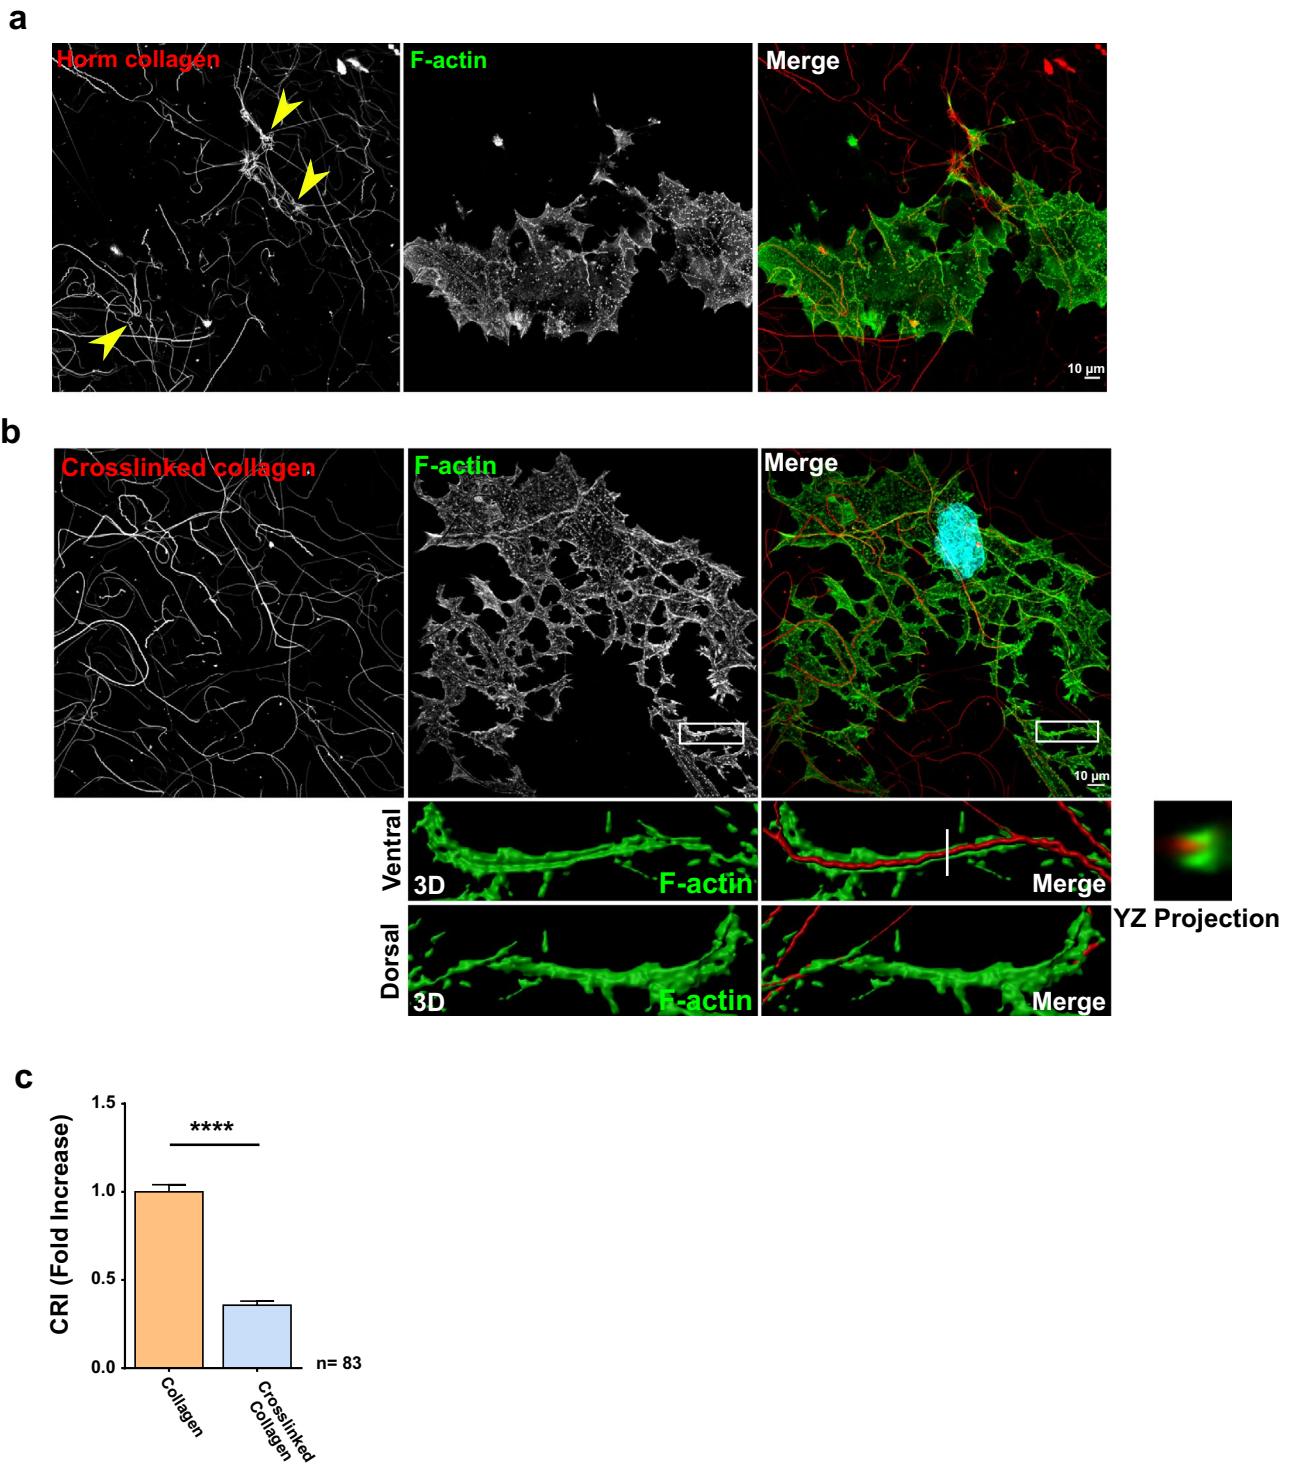 a
Horm collagen
F-actin
Merge
10 µm
b
Crosslinked collagen
F-actin
Merge
10 µm
Ventral
3D
F-actin
Merge
YZ Projection
Dorsal
3D
F-actin
Merge
c
CRI (Fold Increase)
1.5
1.0
0.5
0.0
****
n= 83
Collagen
Crosslinked
Collagen